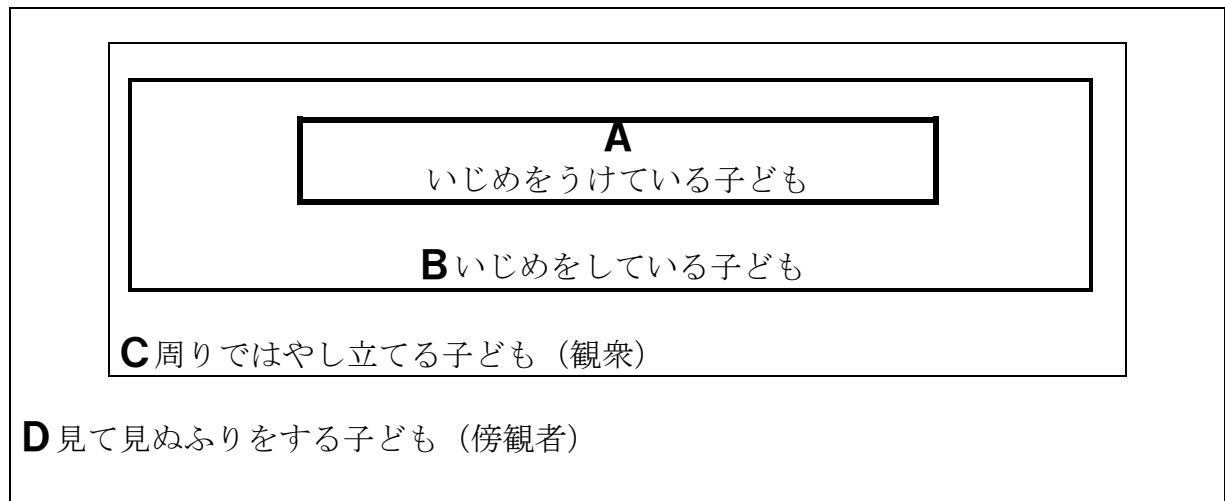 A
いじめをうけている子ども
Bいじめをしている子ども
C周りではやし立てる子ども（観衆）
D見て見ぬふりをする子ども（傍観者）